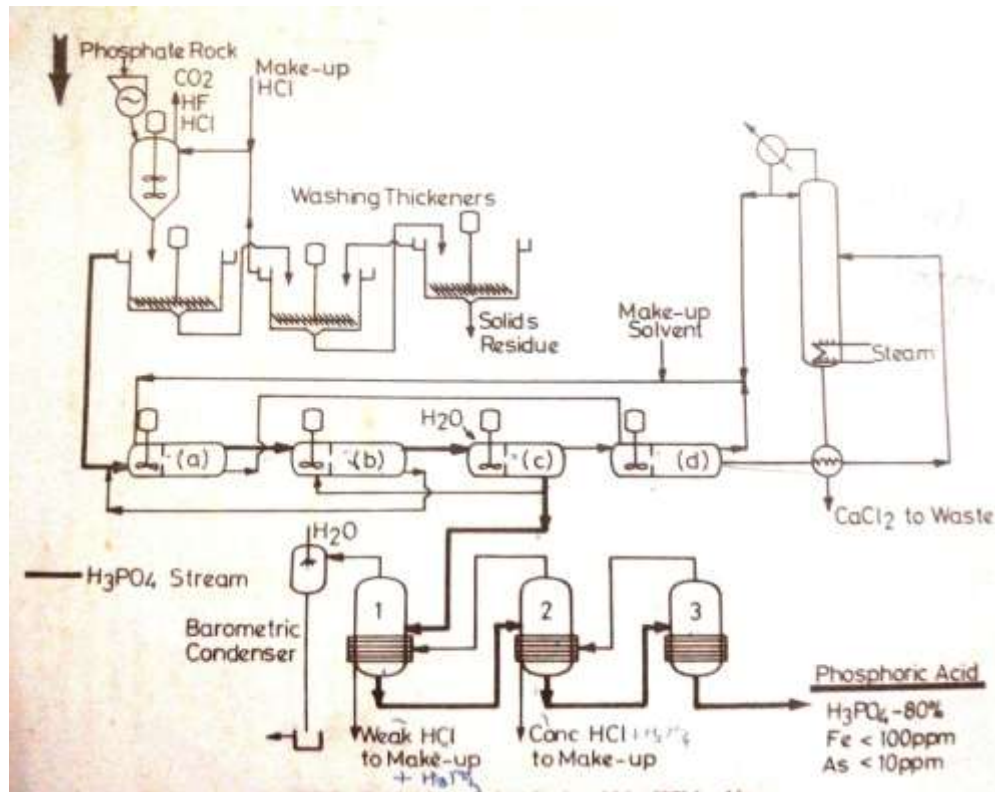 Phosphate Rock
CO2
HF
HCl
Make-up
HCl
Washing Thickeners
Solids
Residue
Make-up
Solvent
Steam
H2O
(a)
(b)
(c)
(d)
CaCl2 to Waste
H2O
H3PO4 Stream
Barometric
Condenser
1
2
3
Weak HCl
to Make-up
Conc HCl
to Make-up
Phosphoric Acid
H3PO4-80%
Fe < 100ppm
As < 10ppm